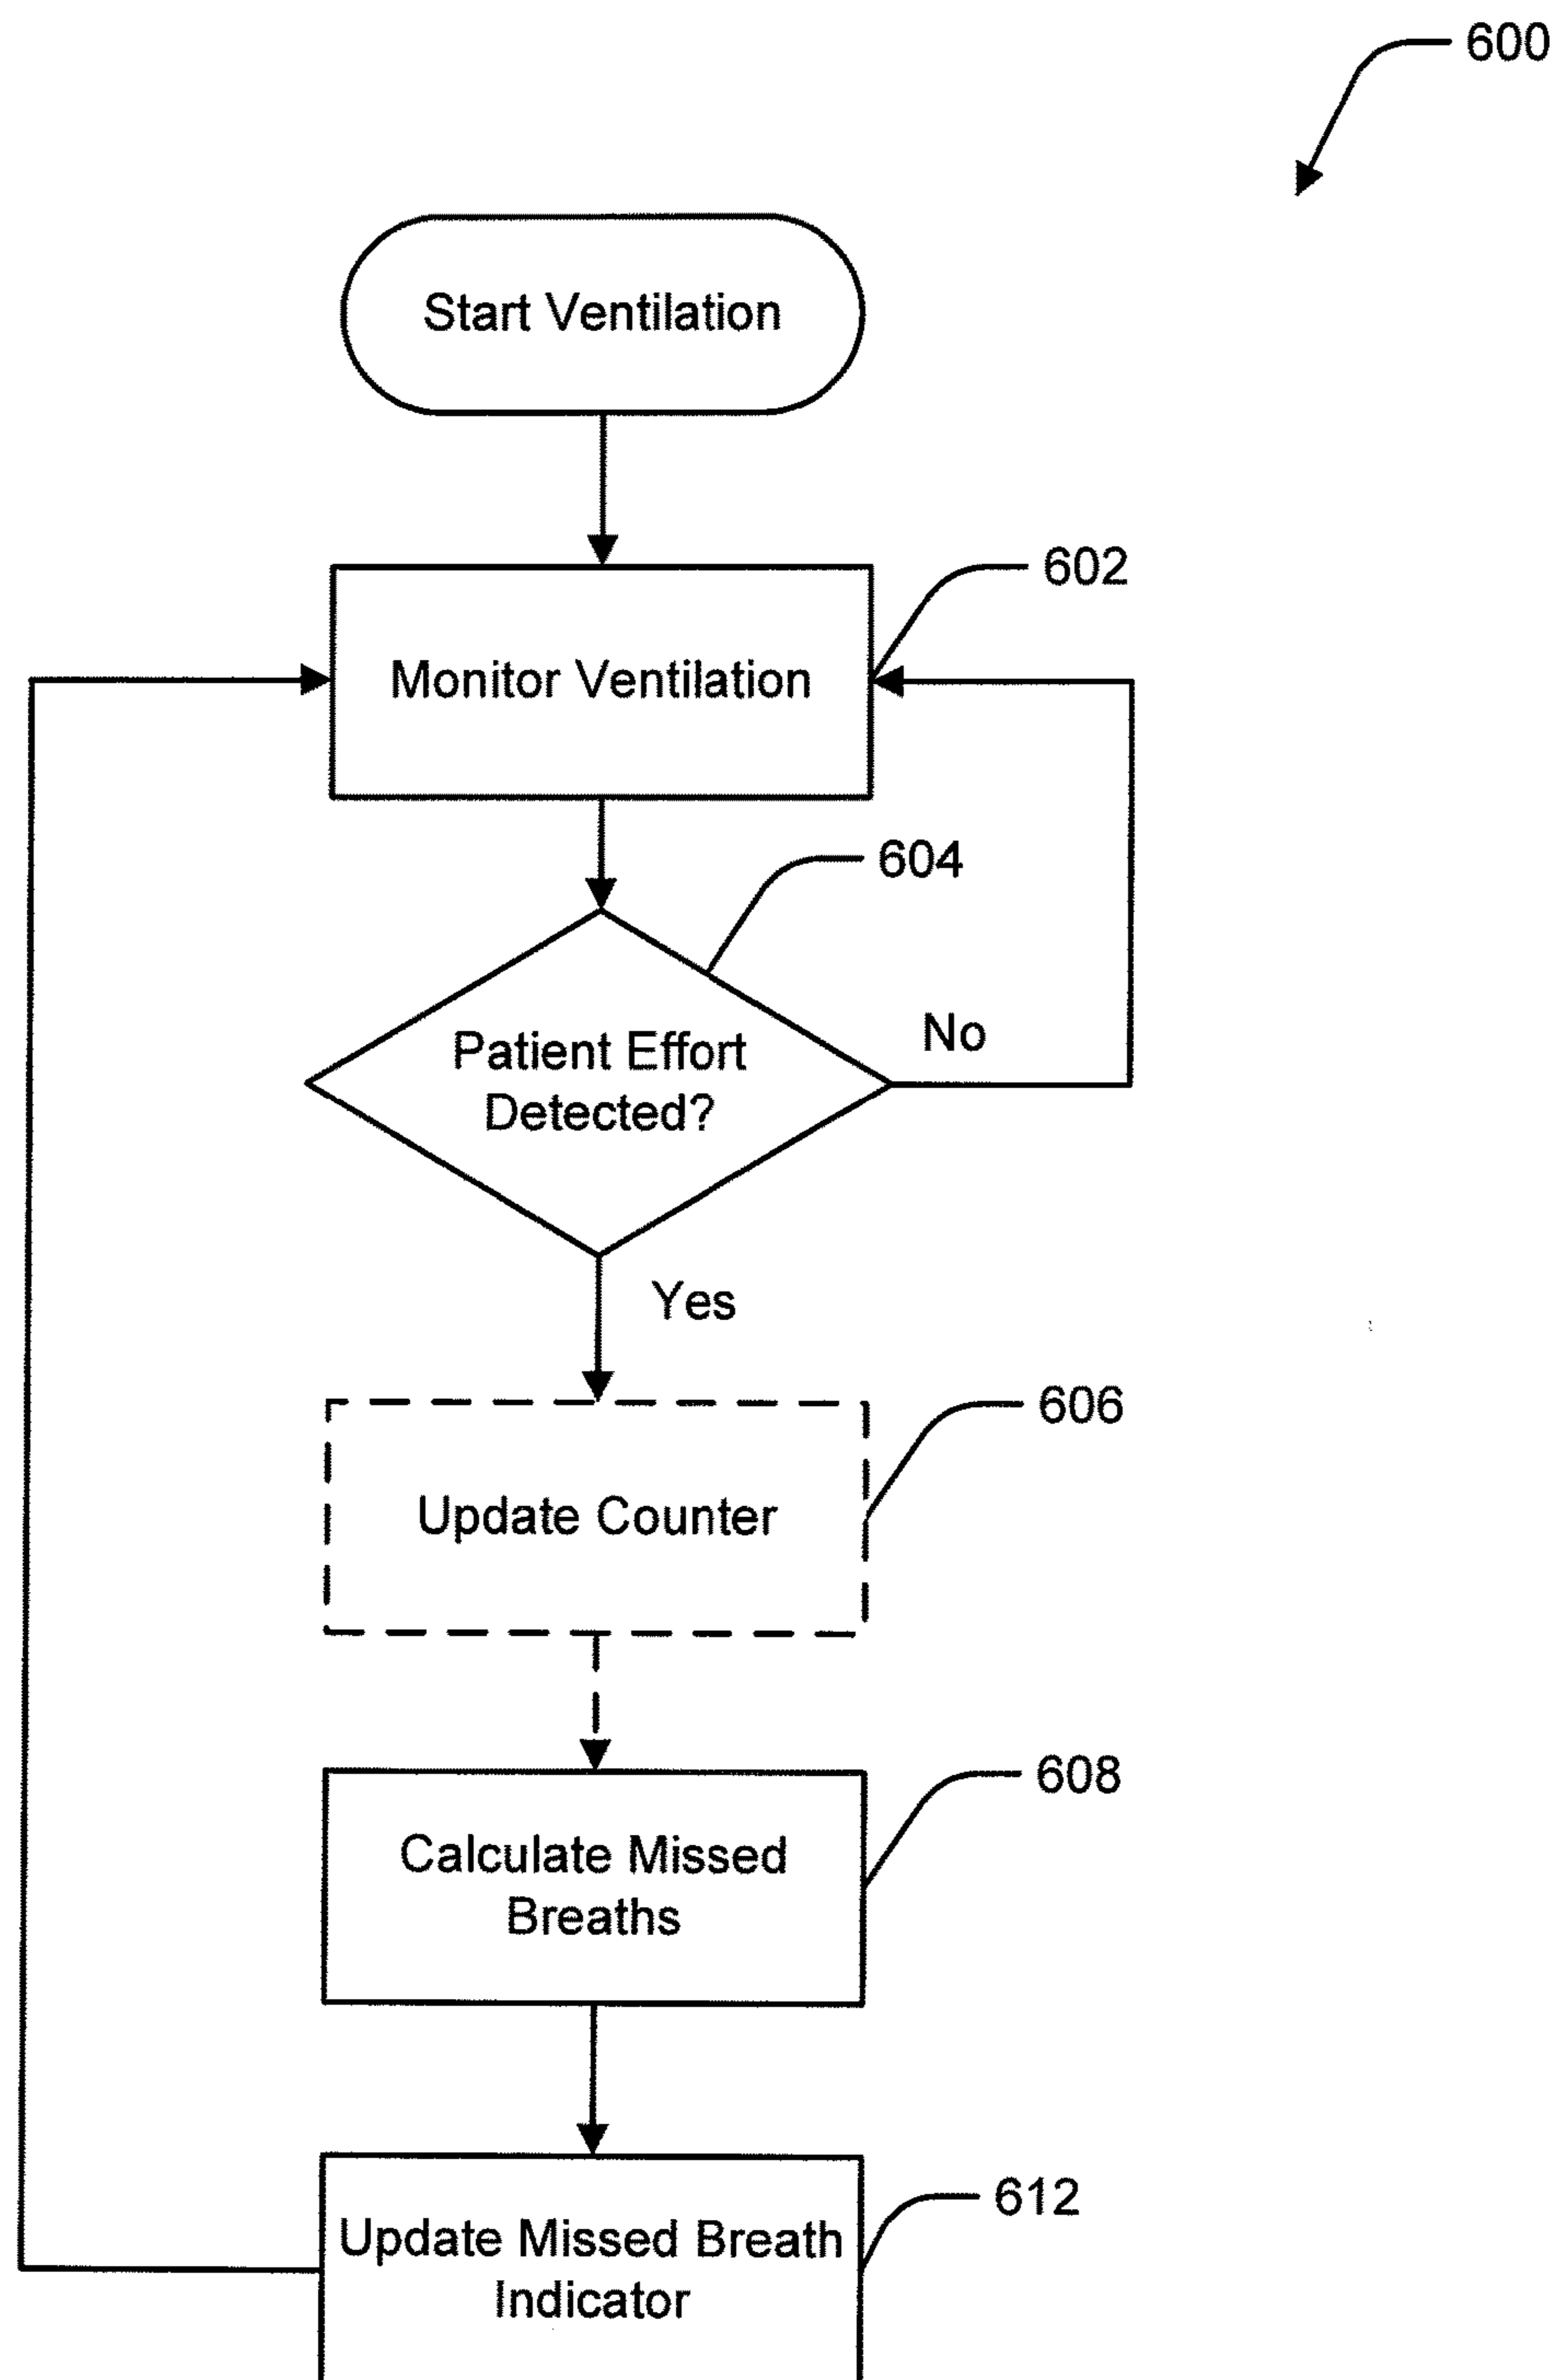 600
Start Ventilation
602
Monitor Ventilation
604
Patient Effort
Detected?
No
Yes
606
Update Counter
608
Calculate Missed
Breaths
612
Update Missed Breath
Indicator